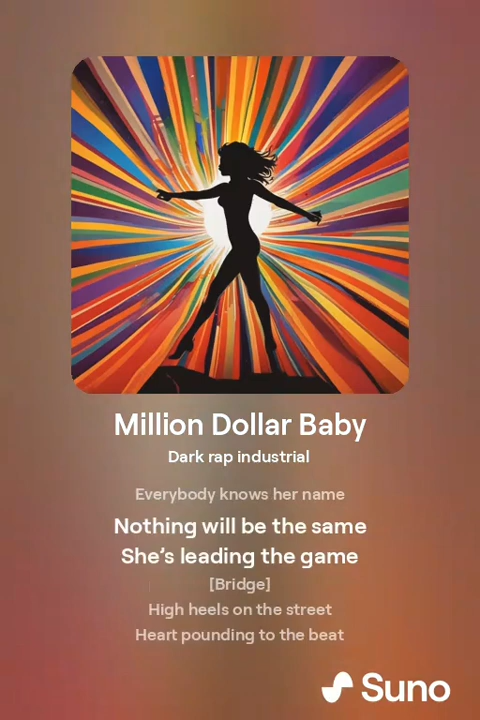 Million Dollar Baby
Dark rap industrial
Everybody knows her name
Nothing will be the same
She's leading the game
[Bridge]
High heels on the street
Heart pounding to the beat
Suno